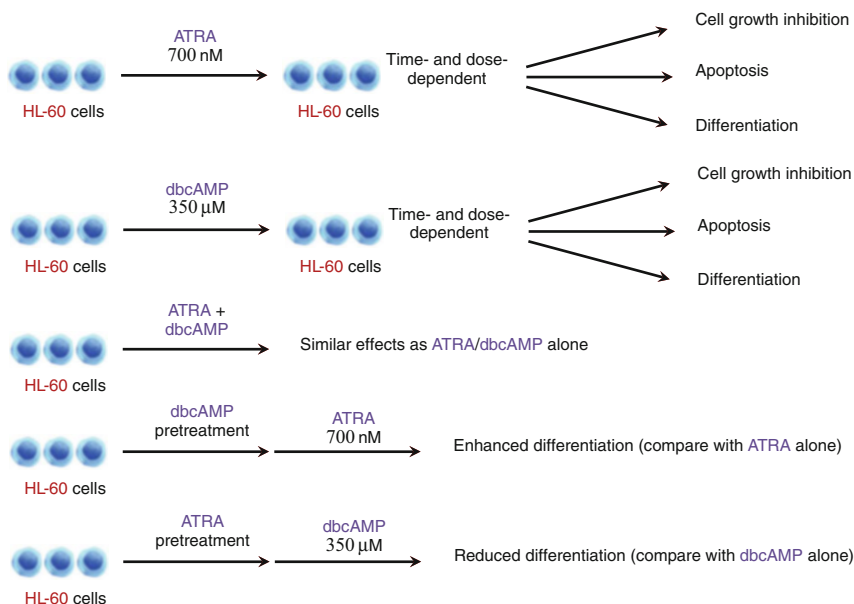 ATRA
700 nM
HL-60 cells
HL-60 cells
Time- and dose-
dependent
Cell growth inhibition
Apoptosis
Differentiation
dbcAMP
350 µM
HL-60 cells
HL-60 cells
Time- and dose-
dependent
Cell growth inhibition
Apoptosis
Differentiation
ATRA +
dbcAMP
HL-60 cells
Similar effects as ATRA/dbcAMP alone
dbcAMP
pretreatment
HL-60 cells
ATRA
700 nM
Enhanced differentiation (compare with ATRA alone)
ATRA
pretreatment
HL-60 cells
dbcAMP
350 µM
Reduced differentiation (compare with dbcAMP alone)